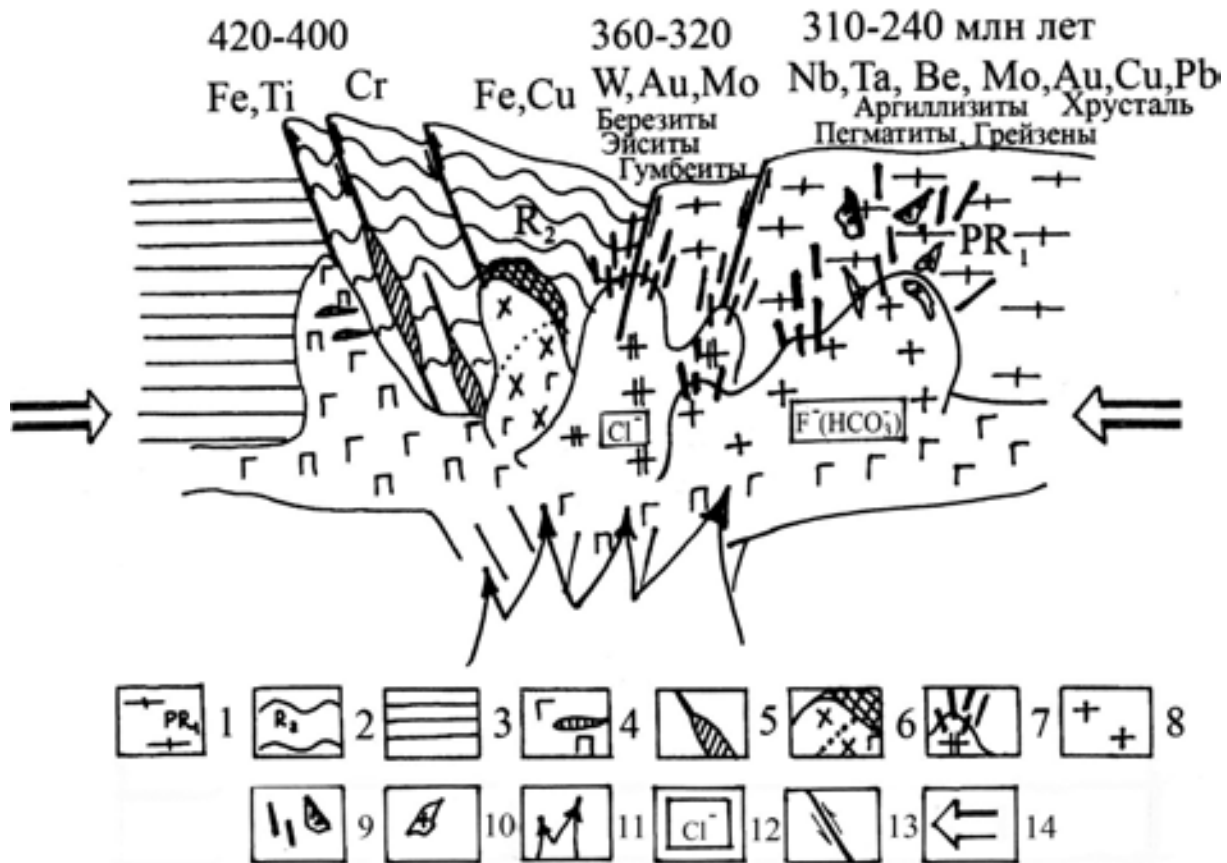 420-400 360-320 310-240 млн лет
Fe,Ti Cr Fe,Cu W,Au,Mo Nb,Ta, Be, Mo,Au,Cu,Pb
Березиты Аргиллизиты Хрусталь
Эйситы Пегматиты, Грейзены
Гумбеиты
R₂ PR₁
Г
П
Г П Х
Г Х Г
П Х Г
Cl⁻ F⁻(HCO₃⁻)
Г П Г П Г Г П Г Г Г Г Г
Г Г П Г
П
PR₁ 1 R₂ 2 3 Г П 4 5 Х Х Г 6 7 8
9 10 11 Cl⁻ 12 13 14